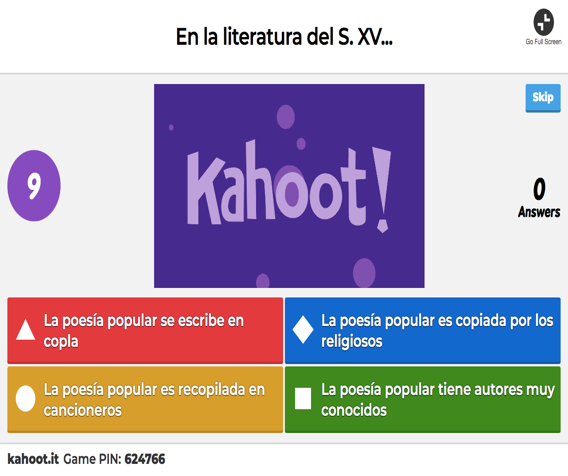 En la literatura del S. XV...
Go Full Screen
Skip
Kahoot!
9
0
Answers
La poesía popular se escribe en
copla
La poesía popular es copiada por los
religiosos
La poesía popular es recopilada en
cancioneros
La poesía popular tiene autores muy
conocidos
kahoot.it Game PIN: 624766